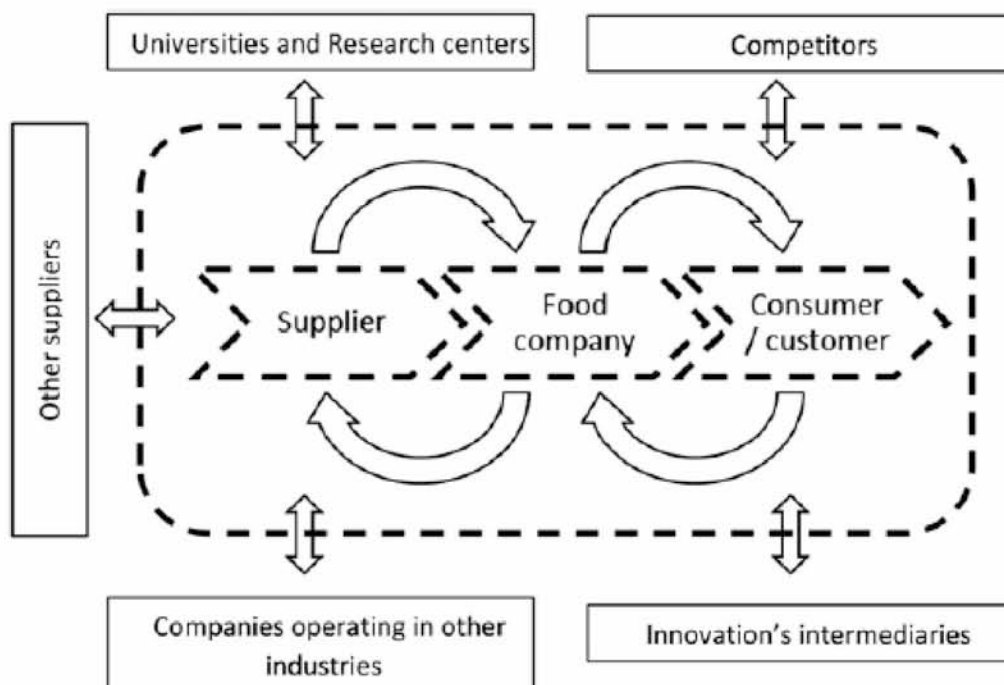 Universities and Research centers
Competitors
Other suppliers
Supplier
Food
company
Consumer
/ customer
Companies operating in other
industries
Innovation’s intermediaries